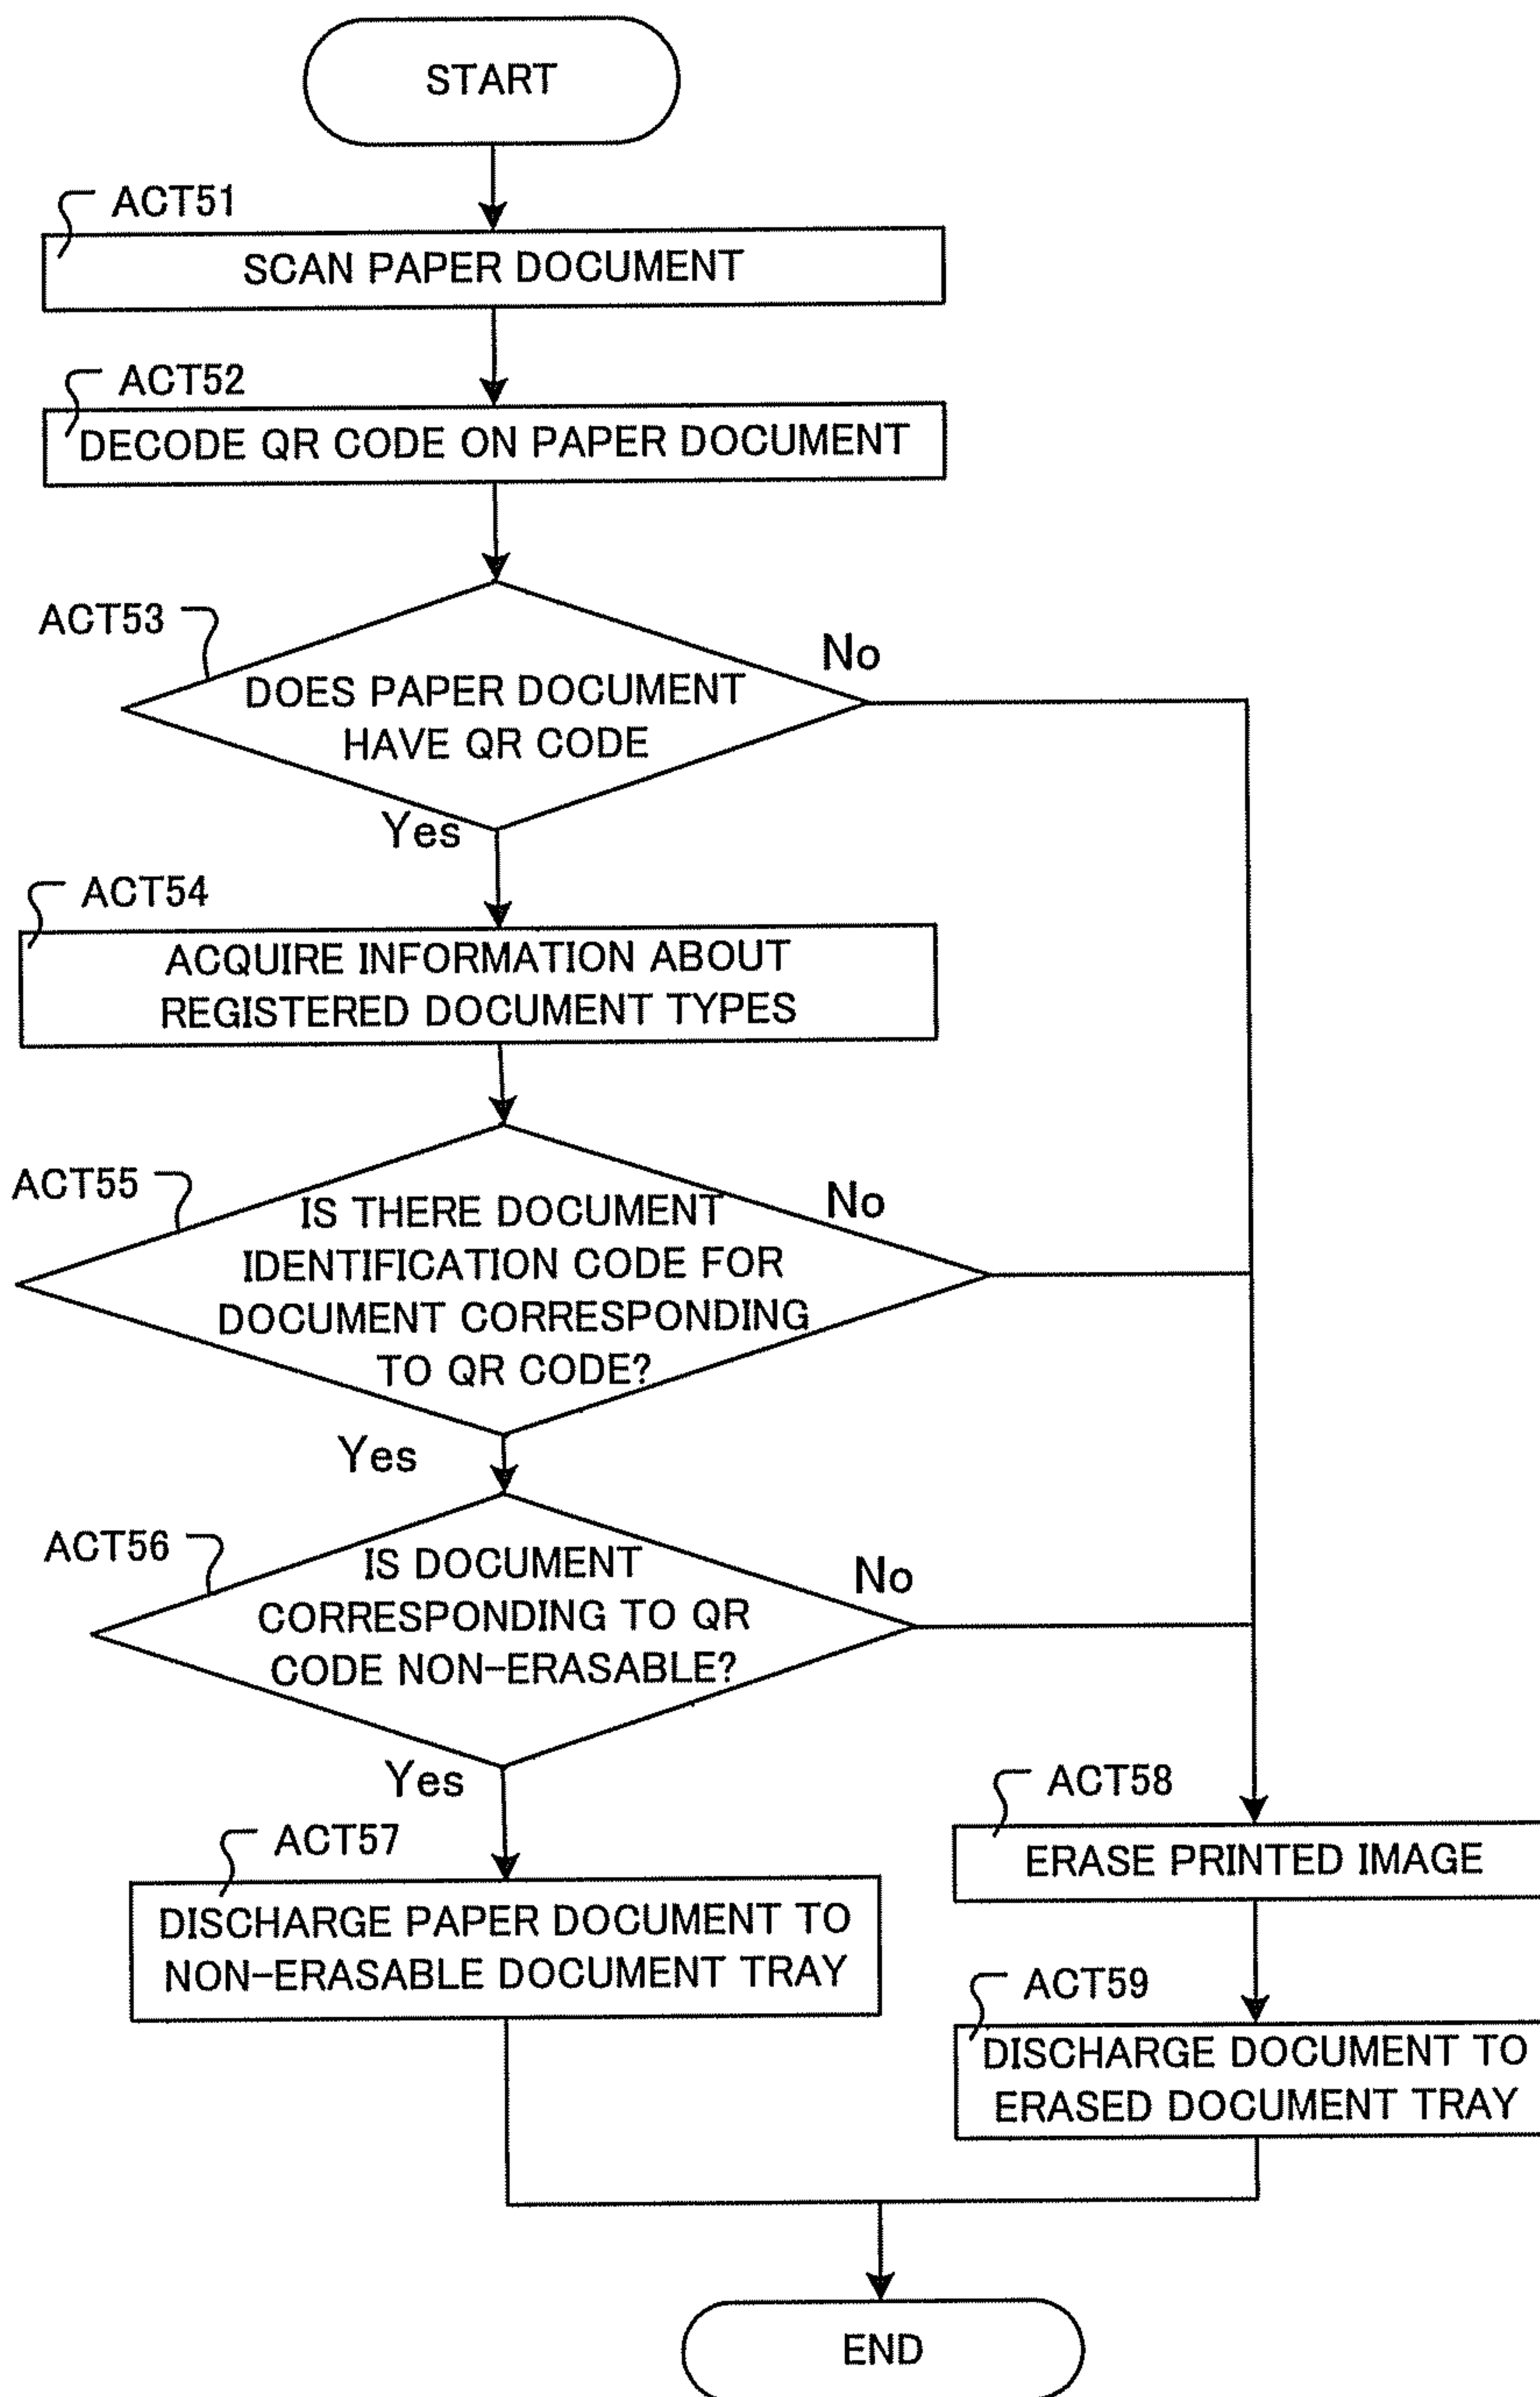 START
ACT51
SCAN PAPER DOCUMENT
ACT52
DECODE QR CODE ON PAPER DOCUMENT
ACT53
No
DOES PAPER DOCUMENT
HAVE QR CODE
Yes
ACT54
ACQUIRE INFORMATION ABOUT
REGISTERED DOCUMENT TYPES
ACT55
No
IS THERE DOCUMENT
IDENTIFICATION CODE FOR
DOCUMENT CORRESPONDING
TO QR CODE?
Yes
ACT56
No
IS DOCUMENT
CORRESPONDING TO QR
CODE NON-ERASABLE?
Yes
ACT57
DISCHARGE PAPER DOCUMENT TO
NON-ERASABLE DOCUMENT TRAY
ACT58
ERASE PRINTED IMAGE
ACT59
DISCHARGE DOCUMENT TO
ERASED DOCUMENT TRAY
END